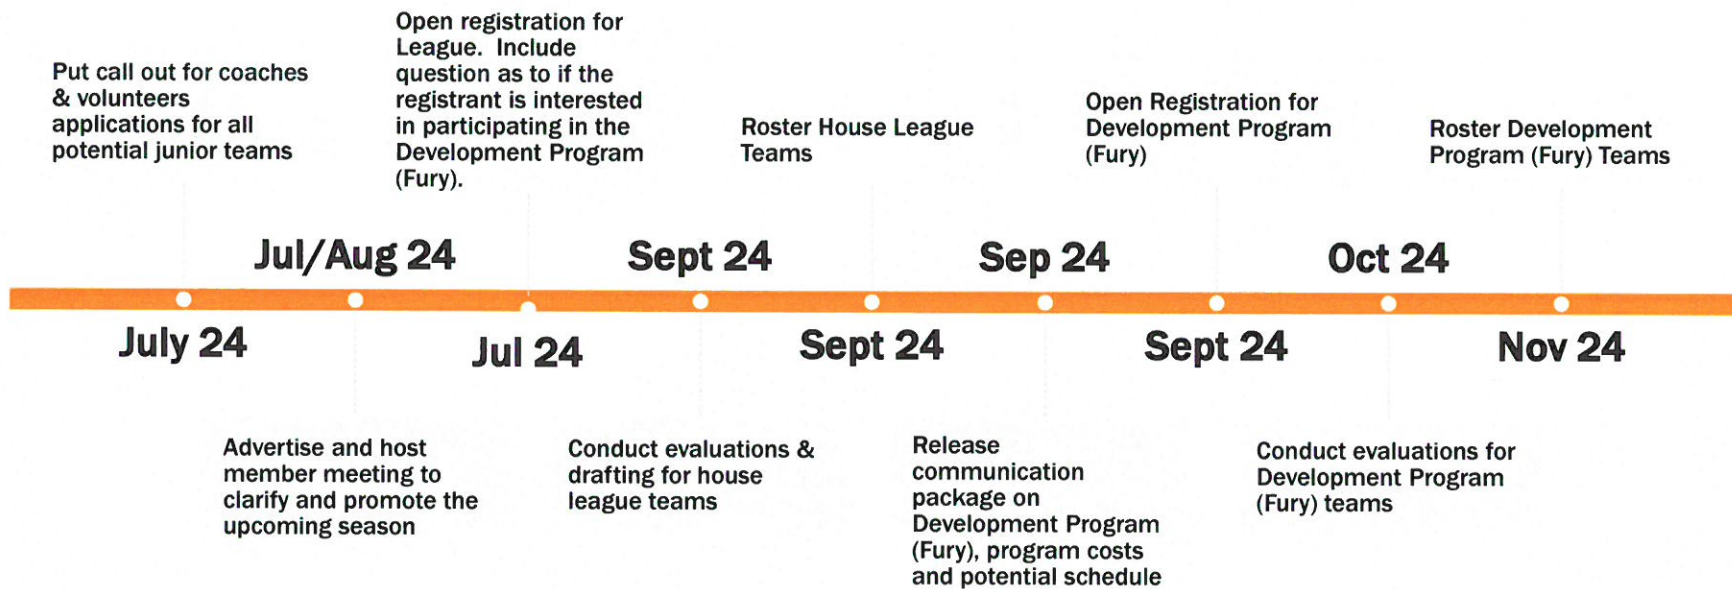 Put call out for coaches
& volunteers
applications for all
potential junior teams
Open registration for
League.  Include
question as to if the
registrant is interested
in participating in the
Development Program
(Fury).
Roster House League
Teams
Open Registration for
Development Program
(Fury)
Roster Development
Program (Fury) Teams
Jul/Aug 24
Sept 24
Sep 24
Oct 24
July 24
Jul 24
Sept 24
Sept 24
Nov 24
Advertise and host
member meeting to
clarify and promote the
upcoming season
Conduct evaluations &
drafting for house
league teams
Release
communication
package on
Development Program
(Fury), program costs
and potential schedule
Conduct evaluations for
Development Program
(Fury) teams